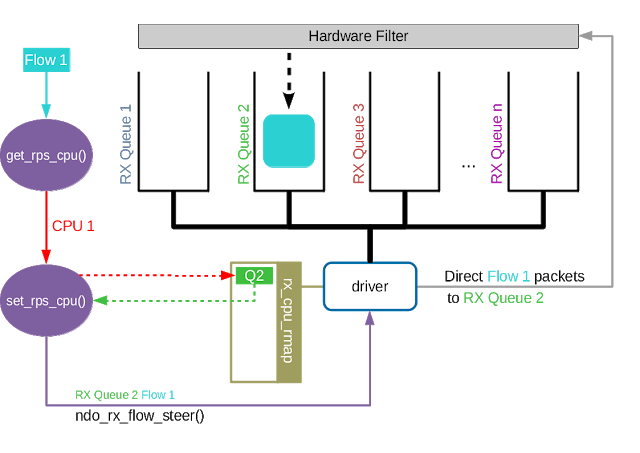 Hardware Filter
Flow 1
RX Queue 1
RX Queue 2
RX Queue 3
...
RX Queue n
get_rps_cpu()
CPU 1
set_rps_cpu()
Q2
rx_cpu_rmap
driver
Direct Flow 1 packets
to RX Queue 2
RX Queue 2 Flow 1
ndo_rx_flow_steer()